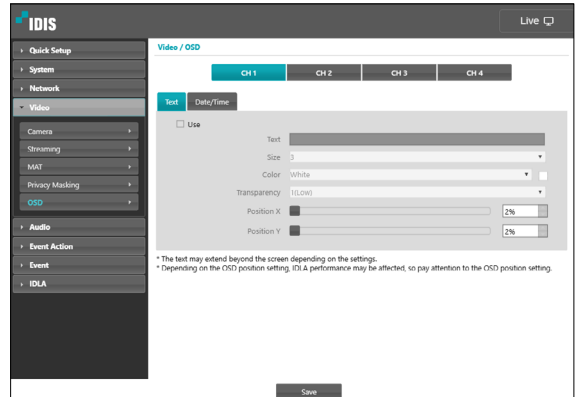 IDIS
Live
Quick Setup
System
Network
Video
Camera
Streaming
MAT
Privacy Masking
OSD
Audio
Event Action
Event
IDLA
Video / OSD
CH 1 CH 2 CH 3 CH 4
Text Date/Time
Use
Text
Size 3
Color White
Transparency 1(Low)
Position X 2%
Position Y 2%
* The text may extend beyond the screen depending on the settings.
* Depending on the OSD position setting, IDLA performance may be affected, so pay attention to the OSD position setting.
Save